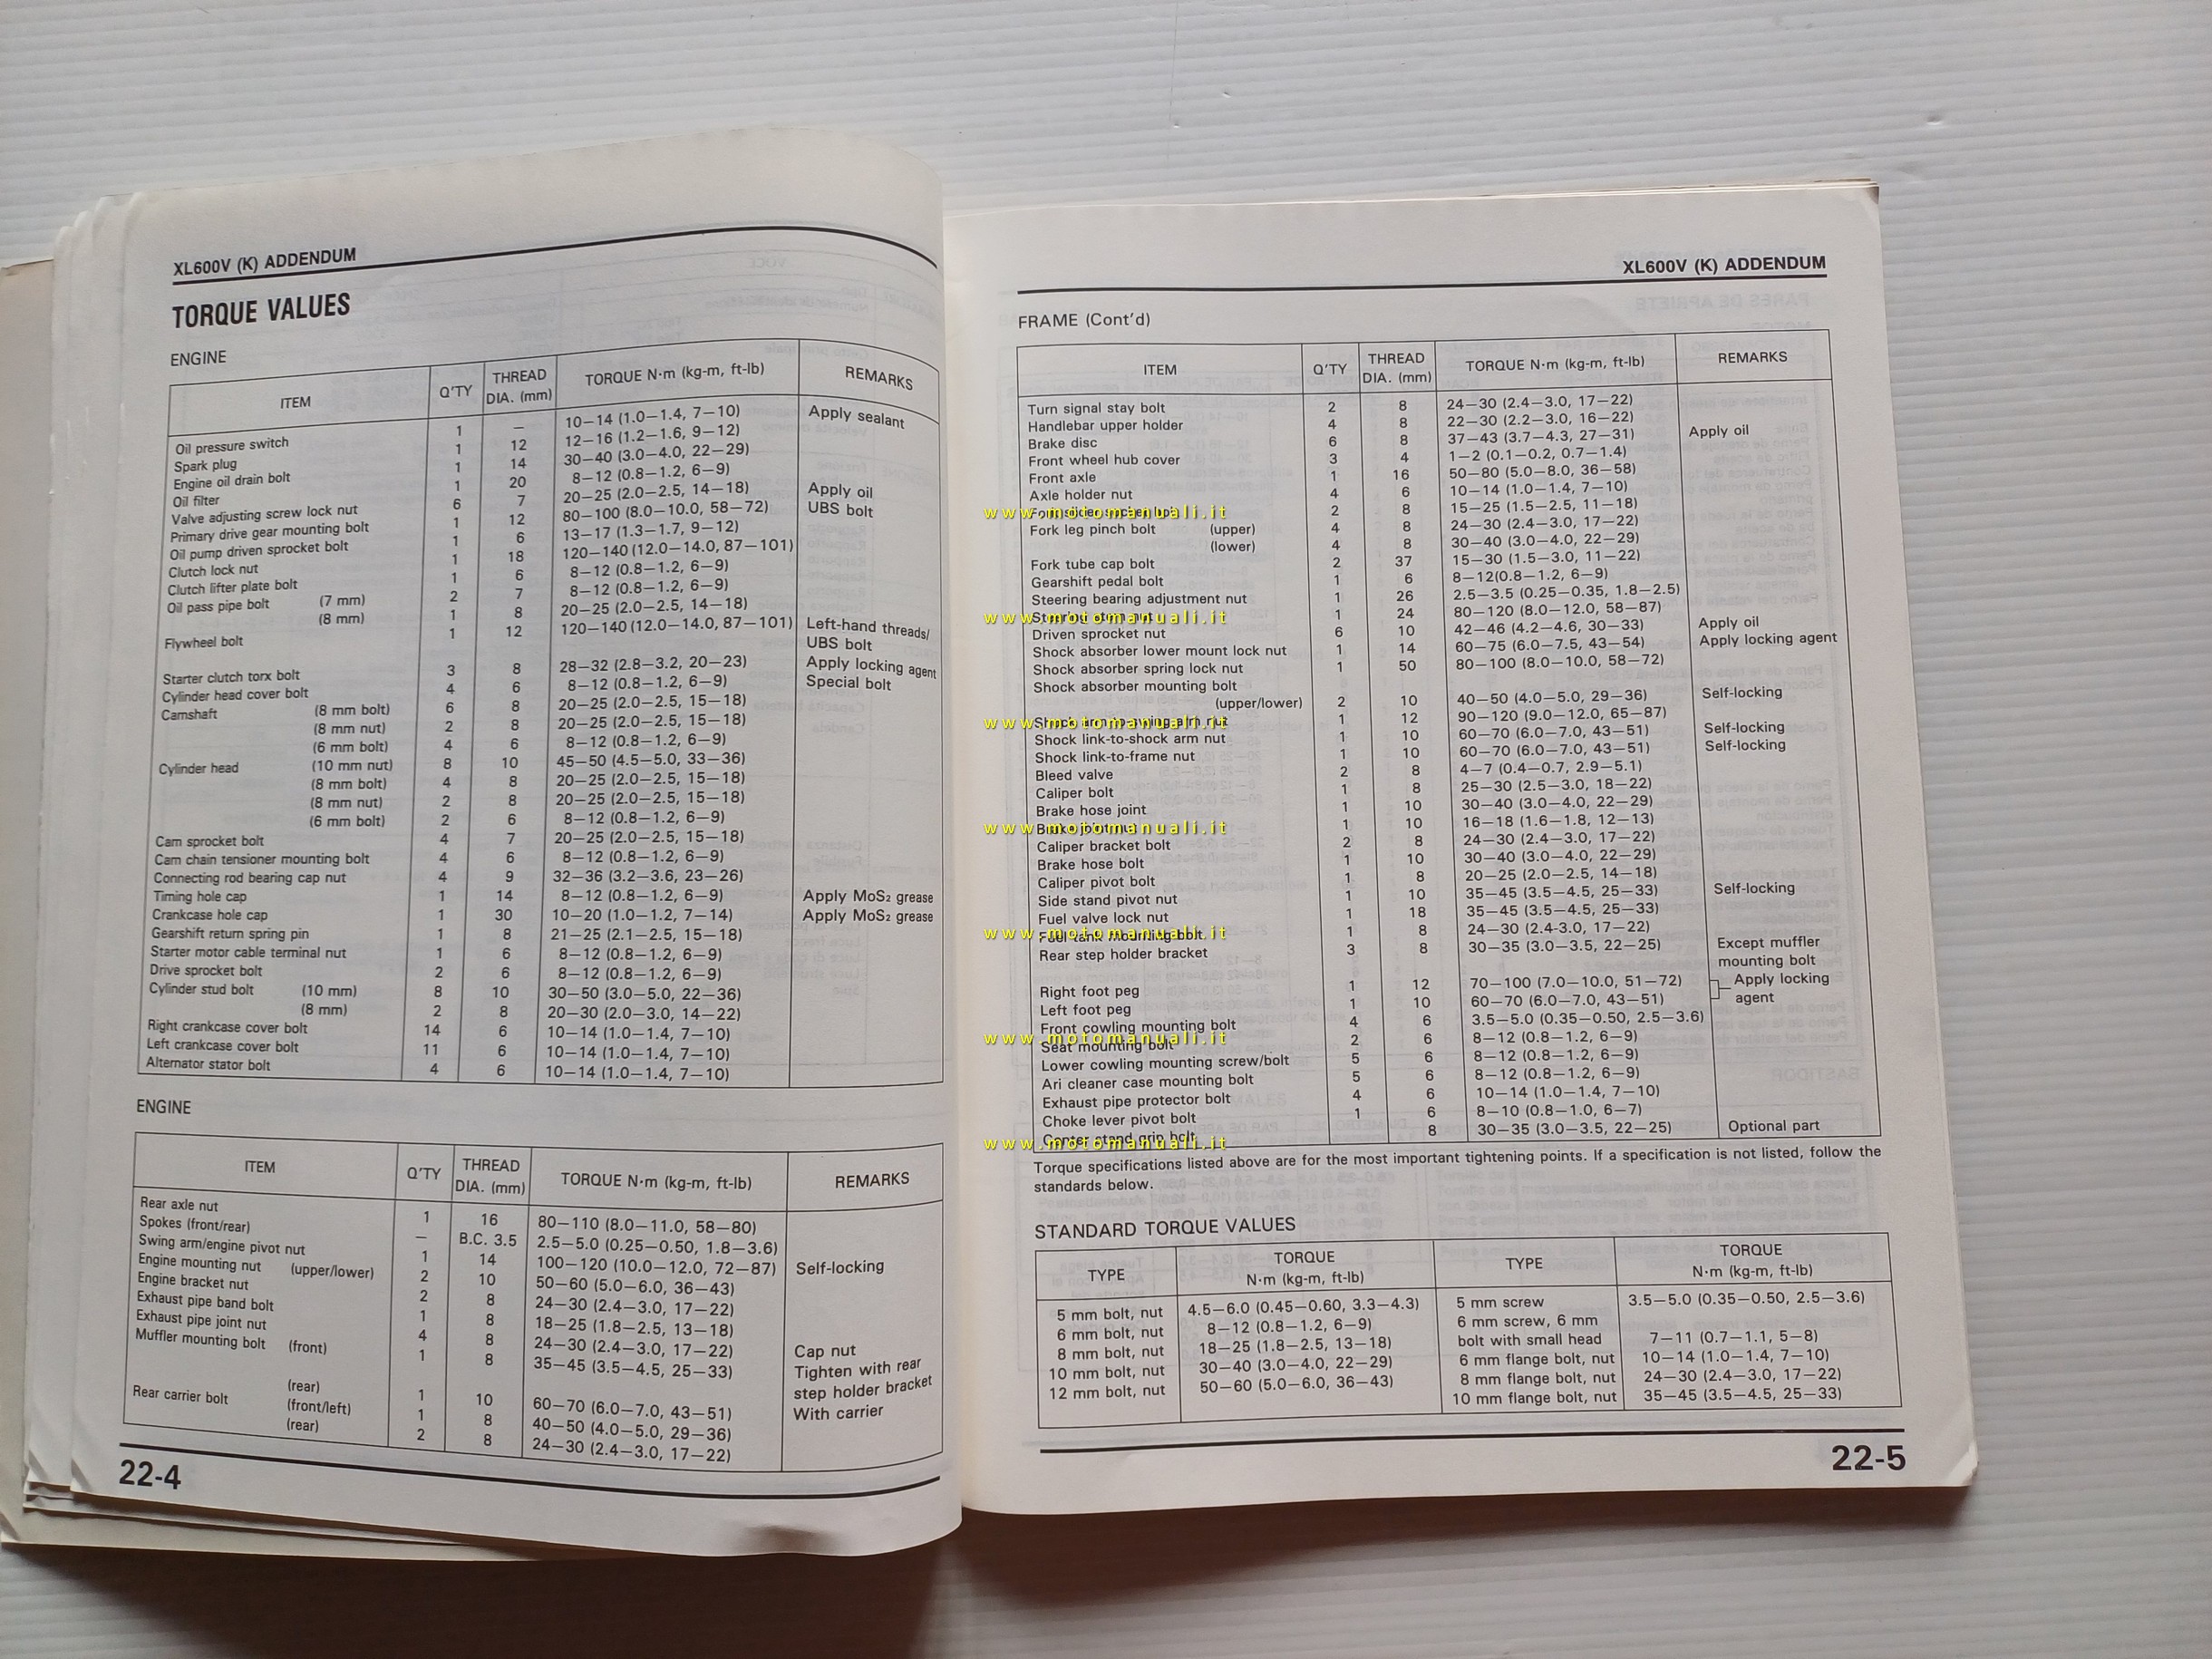 XL600V (K) ADDENDUM
TORQUE VALUES
ENGINE
ITEM Q'TY THREAD DIA. (mm) TORQUE N·m (kg-m, ft-lb) REMARKS
Oil pressure switch 1 – 10–14 (1.0–1.4, 7–10) Apply sealant
Spark plug 1 12 12–16 (1.2–1.6, 9–12)
Engine oil drain bolt 1 14 30–40 (3.0–4.0, 22–29)
Oil filter 1 20 8–12 (0.8–1.2, 6–9)
Valve adjusting screw lock nut 6 7 20–25 (2.0–2.5, 14–18) Apply oil
Primary drive gear mounting bolt 1 12 80–100 (8.0–10.0, 58–72) UBS bolt
Oil pump driven sprocket bolt 1 6 13–17 (1.3–1.7, 9–12)
Clutch lock nut 1 18 120–140 (12.0–14.0, 87–101)
Clutch lifter plate bolt 1 6 8–12 (0.8–1.2, 6–9)
Oil pass pipe bolt (7 mm) 2 7 8–12 (0.8–1.2, 6–9)
(8 mm) 1 8 20–25 (2.0–2.5, 14–18)
Flywheel bolt 1 12 120–140 (12.0–14.0, 87–101) Left-hand threads/
UBS bolt
Starter clutch torx bolt 3 8 28–32 (2.8–3.2, 20–23) Apply locking agent
Cylinder head cover bolt 4 6 8–12 (0.8–1.2, 6–9) Special bolt
Camshaft (8 mm bolt) 6 8 20–25 (2.0–2.5, 15–18)
(8 mm nut) 2 8 20–25 (2.0–2.5, 15–18)
(6 mm bolt) 4 6 8–12 (0.8–1.2, 6–9)
Cylinder head (10 mm nut) 8 10 45–50 (4.5–5.0, 33–36)
(8 mm bolt) 4 8 20–25 (2.0–2.5, 15–18)
(8 mm nut) 2 8 20–25 (2.0–2.5, 15–18)
(6 mm bolt) 2 6 8–12 (0.8–1.2, 6–9)
Cam sprocket bolt 4 7 20–25 (2.0–2.5, 15–18)
Cam chain tensioner mounting bolt 4 6 8–12 (0.8–1.2, 6–9)
Connecting rod bearing cap nut 4 9 32–36 (3.2–3.6, 23–26)
Timing hole cap 1 14 8–12 (0.8–1.2, 6–9) Apply MoS₂ grease
Crankcase hole cap 1 30 10–20 (1.0–1.2, 7–14) Apply MoS₂ grease
Gearshift return spring pin 1 8 21–25 (2.1–2.5, 15–18)
Starter motor cable terminal nut 1 6 8–12 (0.8–1.2, 6–9)
Drive sprocket bolt 2 6 8–12 (0.8–1.2, 6–9)
Cylinder stud bolt (10 mm) 8 10 30–50 (3.0–5.0, 22–36)
(8 mm) 2 8 20–30 (2.0–3.0, 14–22)
Right crankcase cover bolt 14 6 10–14 (1.0–1.4, 7–10)
Left crankcase cover bolt 11 6 10–14 (1.0–1.4, 7–10)
Alternator stator bolt 4 6 10–14 (1.0–1.4, 7–10)
ENGINE
ITEM Q'TY THREAD DIA. (mm) TORQUE N·m (kg-m, ft-lb) REMARKS
Rear axle nut 1 16 80–110 (8.0–11.0, 58–80)
Spokes (front/rear) – B.C. 3.5 2.5–5.0 (0.25–0.50, 1.8–3.6)
Swing arm/engine pivot nut 1 14 100–120 (10.0–12.0, 72–87) Self-locking
Engine mounting nut (upper/lower) 2 10 50–60 (5.0–6.0, 36–43)
Engine bracket nut 2 8 24–30 (2.4–3.0, 17–22)
Exhaust pipe band bolt 1 8 18–25 (1.8–2.5, 13–18)
Exhaust pipe joint nut 4 8 24–30 (2.4–3.0, 17–22) Cap nut
Muffler mounting bolt (front) 1 8 35–45 (3.5–4.5, 25–33) Tighten with rear
step holder bracket
(rear) 1 10 60–70 (6.0–7.0, 43–51) With carrier
Rear carrier bolt (front/left) 1 8 40–50 (4.0–5.0, 29–36)
(rear) 2 8 24–30 (2.4–3.0, 17–22)
22-4
XL600V (K) ADDENDUM
FRAME (Cont'd)
ITEM Q'TY THREAD DIA. (mm) TORQUE N·m (kg-m, ft-lb) REMARKS
Turn signal stay bolt 2 8 24–30 (2.4–3.0, 17–22)
Handlebar upper holder 4 8 22–30 (2.2–3.0, 16–22)
Brake disc 6 8 37–43 (3.7–4.3, 27–31) Apply oil
Front wheel hub cover 3 4 1–2 (0.1–0.2, 0.7–1.4)
Front axle 1 16 50–80 (5.0–8.0, 36–58)
Axle holder nut 4 6 10–14 (1.0–1.4, 7–10)
www.motomanuali.it 2 8 15–25 (1.5–2.5, 11–18)
Fork leg pinch bolt (upper) 4 8 24–30 (2.4–3.0, 17–22)
(lower) 4 8 30–40 (3.0–4.0, 22–29)
Fork tube cap bolt 2 37 15–30 (1.5–3.0, 11–22)
Gearshift pedal bolt 1 6 8–12(0.8–1.2, 6–9)
Steering bearing adjustment nut 1 26 2.5–3.5 (0.25–0.35, 1.8–2.5)
Steering stem nut www.motomanuali.it 1 24 80–120 (8.0–12.0, 58–87)
Driven sprocket nut 6 10 42–46 (4.2–4.6, 30–33) Apply oil
Shock absorber lower mount lock nut 1 14 60–75 (6.0–7.5, 43–54) Apply locking agent
Shock absorber spring lock nut 1 50 80–100 (8.0–10.0, 58–72)
Shock absorber mounting bolt
(upper/lower) 2 10 40–50 (4.0–5.0, 29–36) Self-locking
Shock arm-to-swing arm nut www.motomanuali.it 1 12 90–120 (9.0–12.0, 65–87)
Shock link-to-shock arm nut 1 10 60–70 (6.0–7.0, 43–51) Self-locking
Shock link-to-frame nut 1 10 60–70 (6.0–7.0, 43–51) Self-locking
Bleed valve 2 8 4–7 (0.4–0.7, 2.9–5.1)
Caliper bolt 1 8 25–30 (2.5–3.0, 18–22)
Brake hose joint 1 10 30–40 (3.0–4.0, 22–29)
Brake joint nut www.motomanuali.it 1 10 16–18 (1.6–1.8, 12–13)
Caliper bracket bolt 2 8 24–30 (2.4–3.0, 17–22)
Brake hose bolt 1 10 30–40 (3.0–4.0, 22–29)
Caliper pivot bolt 1 8 20–25 (2.0–2.5, 14–18)
Side stand pivot nut 1 10 35–45 (3.5–4.5, 25–33) Self-locking
Fuel valve lock nut 1 18 35–45 (3.5–4.5, 25–33)
Fuel tank mounting bolt www.motomanuali.it 1 8 24–30 (2.4-3.0, 17–22)
Rear step holder bracket 3 8 30–35 (3.0–3.5, 22–25) Except muffler
mounting bolt
Right foot peg 1 12 70–100 (7.0–10.0, 51–72) Apply locking
Left foot peg 1 10 60–70 (6.0–7.0, 43–51) agent
Front cowling mounting bolt 4 6 3.5–5.0 (0.35–0.50, 2.5–3.6)
Seat mounting bolt www.motomanuali.it 2 6 8–12 (0.8–1.2, 6–9)
Lower cowling mounting screw/bolt 5 6 8–12 (0.8–1.2, 6–9)
Ari cleaner case mounting bolt 5 6 8–12 (0.8–1.2, 6–9)
Exhaust pipe protector bolt 4 6 10–14 (1.0–1.4, 7–10)
Choke lever pivot bolt 1 6 8–10 (0.8–1.0, 6–7)
Center stand grip bolt www.motomanuali.it 8 30–35 (3.0–3.5, 22–25) Optional part
Torque specifications listed above are for the most important tightening points. If a specification is not listed, follow the
standards below.
STANDARD TORQUE VALUES
TYPE TORQUE N·m (kg-m, ft-lb) TYPE TORQUE N·m (kg-m, ft-lb)
5 mm bolt, nut 4.5–6.0 (0.45–0.60, 3.3–4.3) 5 mm screw 3.5–5.0 (0.35–0.50, 2.5–3.6)
6 mm bolt, nut 8–12 (0.8–1.2, 6–9) 6 mm screw, 6 mm
8 mm bolt, nut 18–25 (1.8–2.5, 13–18) bolt with small head 7–11 (0.7–1.1, 5–8)
10 mm bolt, nut 30–40 (3.0–4.0, 22–29) 6 mm flange bolt, nut 10–14 (1.0–1.4, 7–10)
12 mm bolt, nut 50–60 (5.0–6.0, 36–43) 8 mm flange bolt, nut 24–30 (2.4–3.0, 17–22)
10 mm flange bolt, nut 35–45 (3.5–4.5, 25–33)
22-5